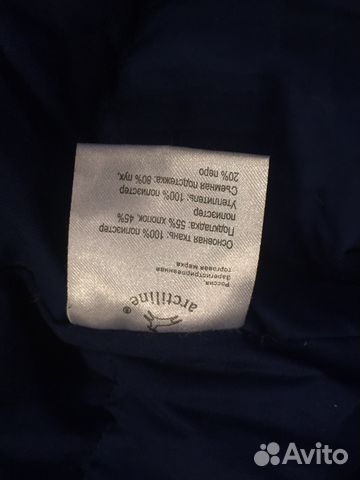 arctiline®
Россия
Зарегистрированная
торговая марка
Основная ткань: 100% полиэстер
Подкладка: 55% хлопок, 45%
полиэстер
Утеплитель: 100% полиэстер
Съемная подстежка: 80% пух,
20% перо
Avito